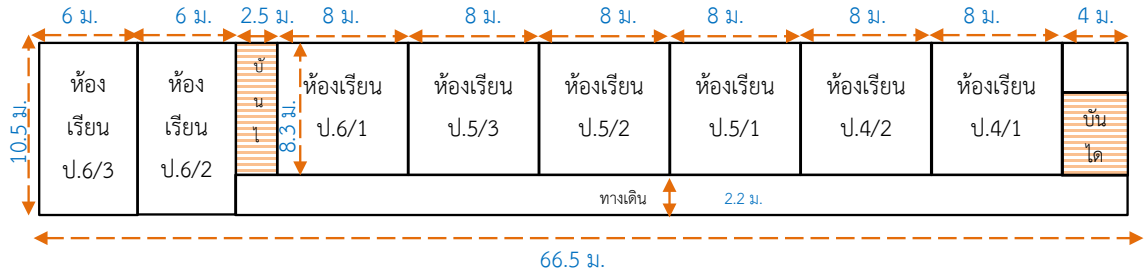 6 ม. 6 ม. 2.5 ม. 8 ม. 8 ม. 8 ม. 8 ม. 8 ม. 8 ม. 4 ม.
10.5 ม.
ห้อง
เรียน
ป.6/3
ห้อง
เรียน
ป.6/2
บั
น
ไ
8.3 ม.
ห้องเรียน
ป.6/1
ห้องเรียน
ป.5/3
ห้องเรียน
ป.5/2
ห้องเรียน
ป.5/1
ห้องเรียน
ป.4/2
ห้องเรียน
ป.4/1
บัน
ได
ทางเดิน 2.2 ม.
66.5 ม.